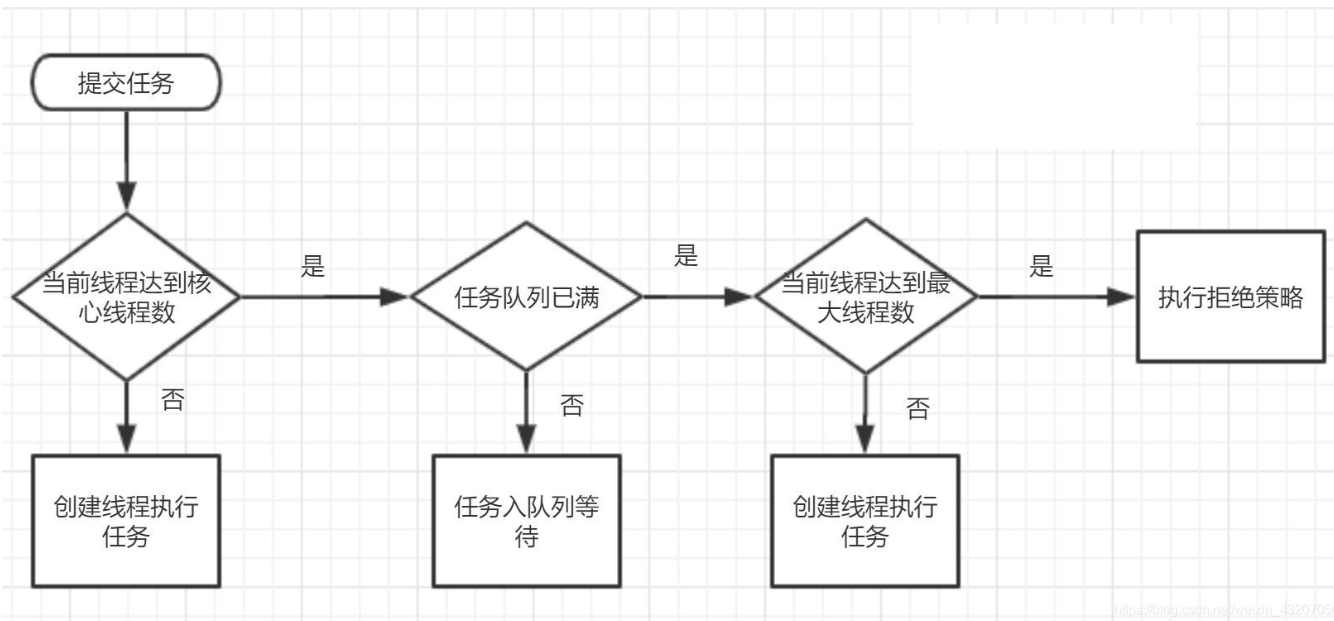 提交任务
当前线程达到核
心线程数
是
任务队列已满
是
当前线程达到最
大线程数
是
执行拒绝策略
否
否
否
创建线程执行
任务
任务入队列等
待
创建线程执行
任务
https://blog.csdn.net/weixin_4320705